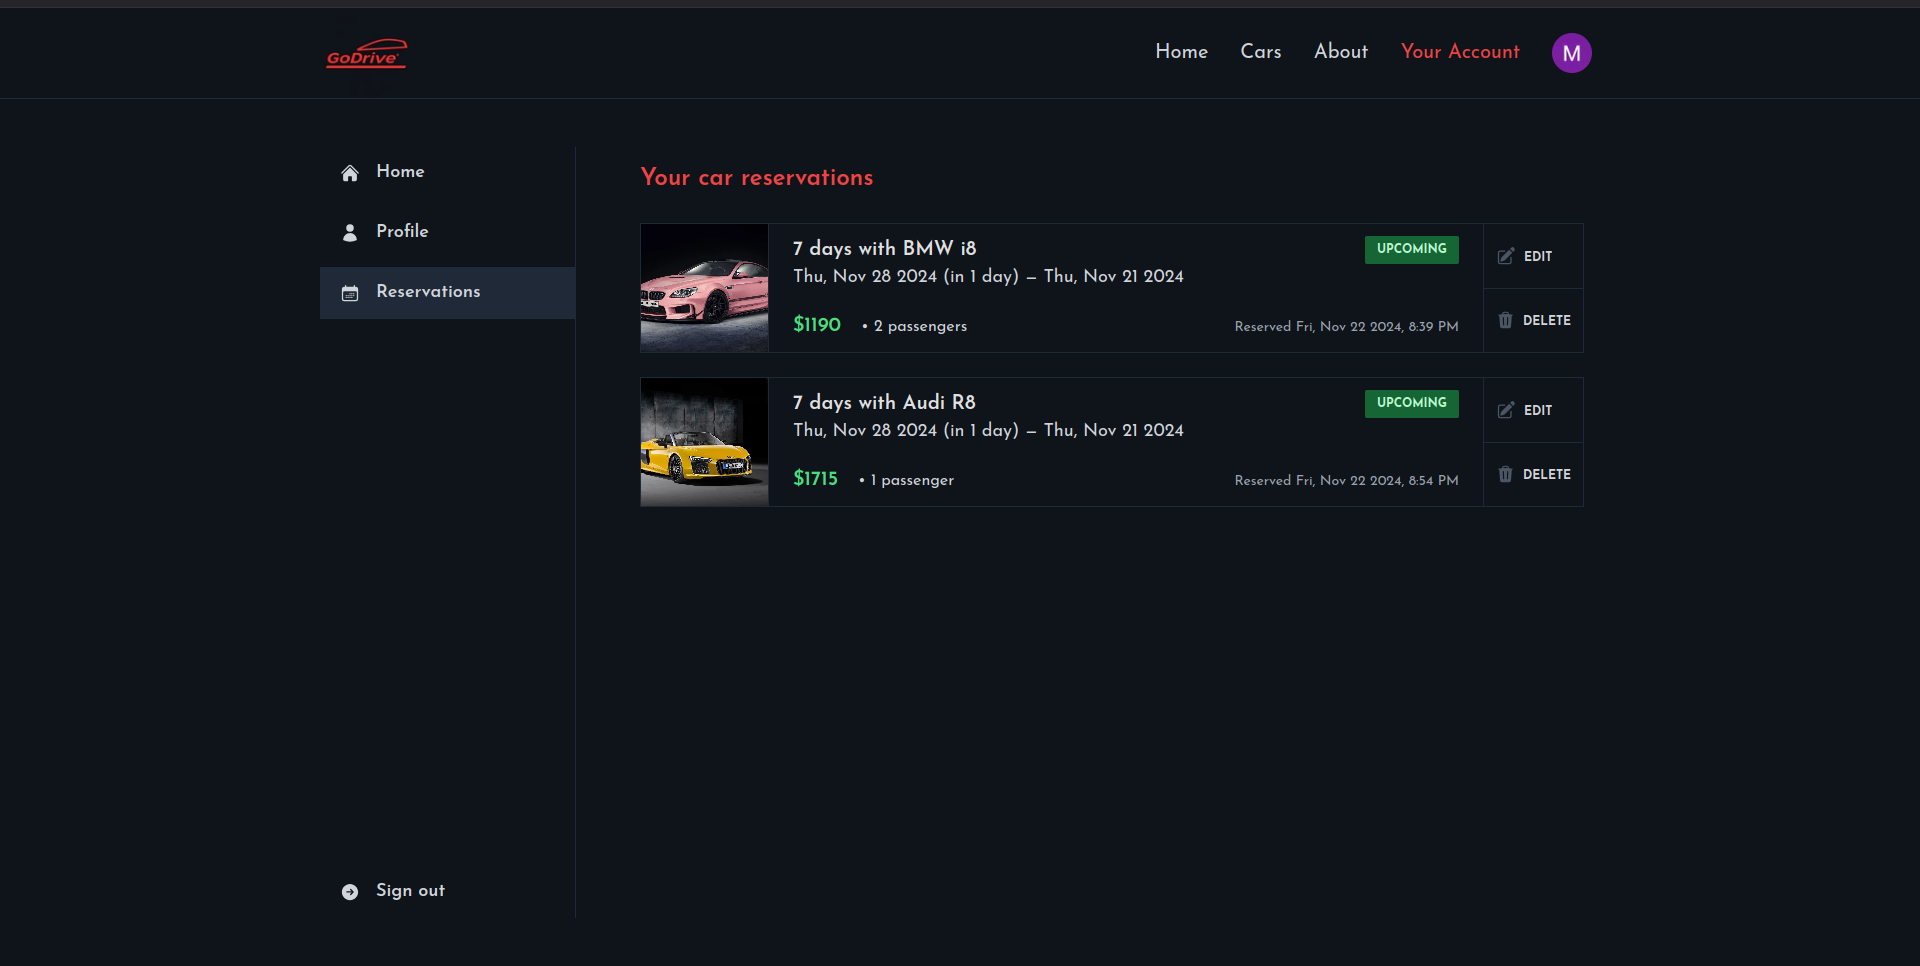 GoDrive
Home Cars About Your Account M
Home
Profile
Reservations
Sign out
Your car reservations
7 days with BMW i8
UPCOMING
Thu, Nov 28 2024 (in 1 day) – Thu, Nov 21 2024
$1190 • 2 passengers
Reserved Fri, Nov 22 2024, 8:39 PM
EDIT
DELETE
7 days with Audi R8
UPCOMING
Thu, Nov 28 2024 (in 1 day) – Thu, Nov 21 2024
$1715 • 1 passenger
Reserved Fri, Nov 22 2024, 8:54 PM
EDIT
DELETE